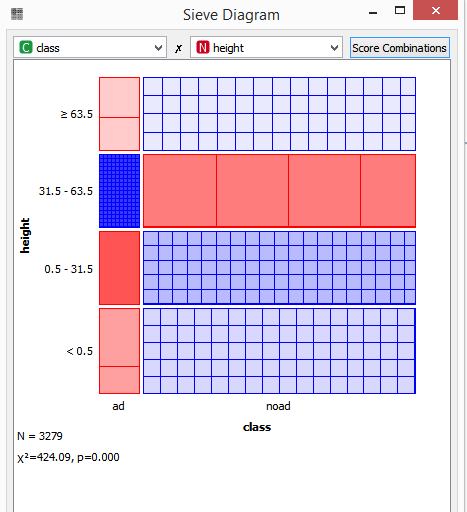 Sieve Diagram
C class x N height Score Combinations
≥ 63.5
31.5 - 63.5
height
0.5 - 31.5
< 0.5
ad noad
class
N = 3279
χ²=424.09, p=0.000